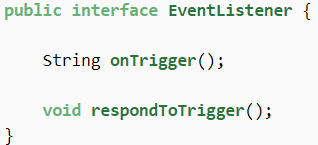 public interface EventListener {
String onTrigger();
void respondToTrigger();
}